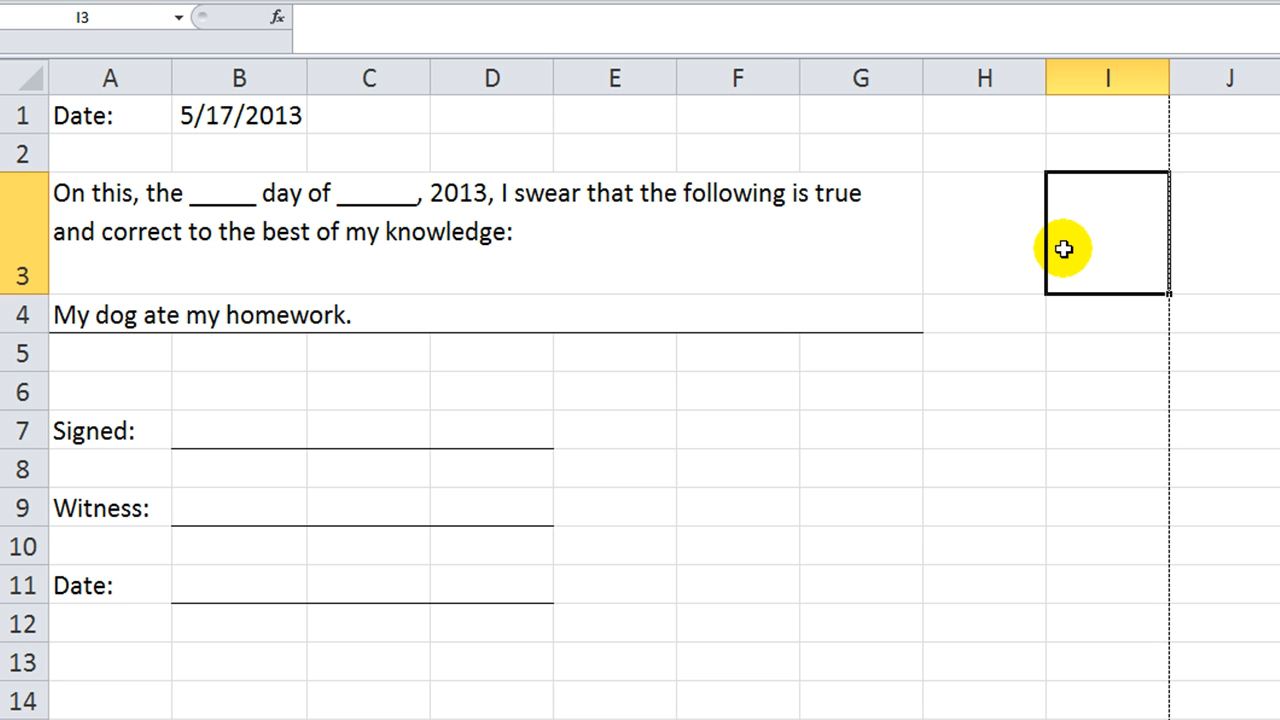 I3 fx
A B C D E F G H I J
1 Date: 5/17/2013
2
3 On this, the _____ day of ______, 2013, I swear that the following is true
and correct to the best of my knowledge:
4 My dog ate my homework.
5
6
7 Signed:
8
9 Witness:
10
11 Date:
12
13
14